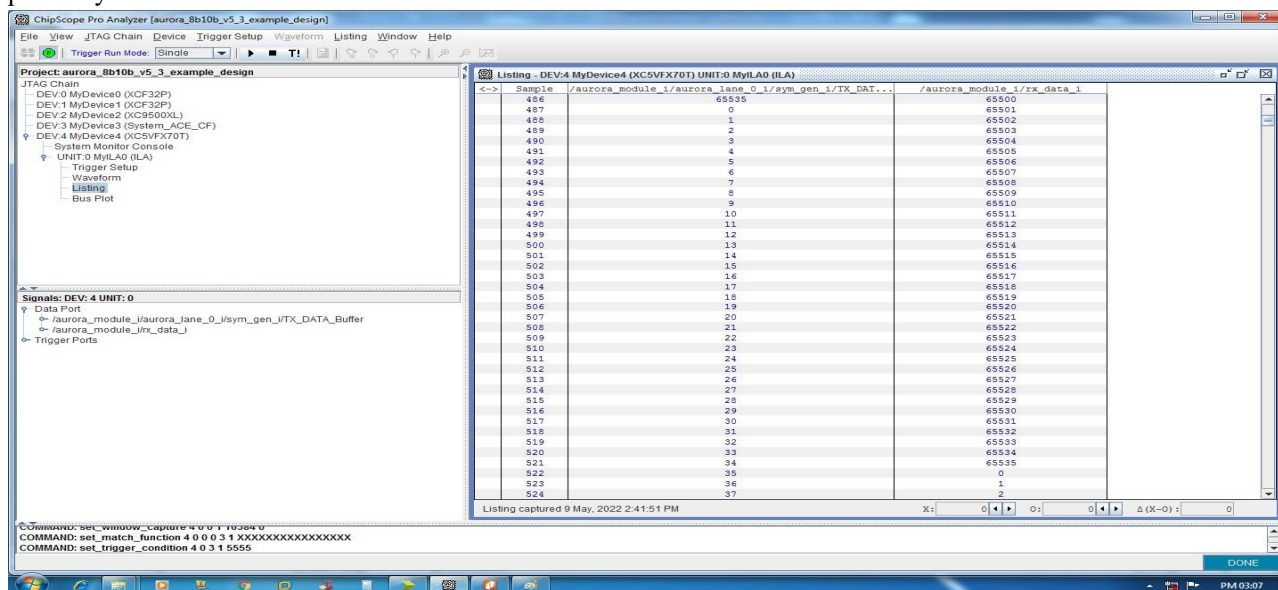 ChipScope Pro Analyzer [aurora_8b10b_v5_3_example_design]
File View JTAG Chain Device Trigger Setup Waveform Listing Window Help
Trigger Run Mode: Single T!
Project: aurora_8b10b_v5_3_example_design
JTAG Chain
DEV:0 MyDevice0 (XCF32P)
DEV:1 MyDevice1 (XCF32P)
DEV:2 MyDevice2 (XC9500XL)
DEV:3 MyDevice3 (System_ACE_CF)
DEV:4 MyDevice4 (XC5VFX70T)
System Monitor Console
UNIT:0 MyILA0 (ILA)
Trigger Setup
Waveform
Listing
Bus Plot
Signals: DEV: 4 UNIT: 0
Data Port
/aurora_module_i/aurora_lane_0_i/sym_gen_i/TX_DATA_Buffer
/aurora_module_i/rx_data_i
Trigger Ports
Listing - DEV:4 MyDevice4 (XC5VFX70T) UNIT:0 MyILA0 (ILA)
<-> Sample /aurora_module_i/aurora_lane_0_i/sym_gen_i/TX_DAT... /aurora_module_i/rx_data_i
486 65535 65500
487 0 65501
488 1 65502
489 2 65503
490 3 65504
491 4 65505
492 5 65506
493 6 65507
494 7 65508
495 8 65509
496 9 65510
497 10 65511
498 11 65512
499 12 65513
500 13 65514
501 14 65515
502 15 65516
503 16 65517
504 17 65518
505 18 65519
506 19 65520
507 20 65521
508 21 65522
509 22 65523
510 23 65524
511 24 65525
512 25 65526
513 26 65527
514 27 65528
515 28 65529
516 29 65530
517 30 65531
518 31 65532
519 32 65533
520 33 65534
521 34 65535
522 35 0
523 36 1
524 37 2
Listing captured 9 May, 2022 2:41:51 PM X: 0 O: 0 Δ (X-O) : 0
COMMAND: set_window_capture 4 0 0 1 16384 0
COMMAND: set_match_function 4 0 0 0 3 1 XXXXXXXXXXXXXXXX
COMMAND: set_trigger_condition 4 0 3 1 5555
DONE
PM 03:07